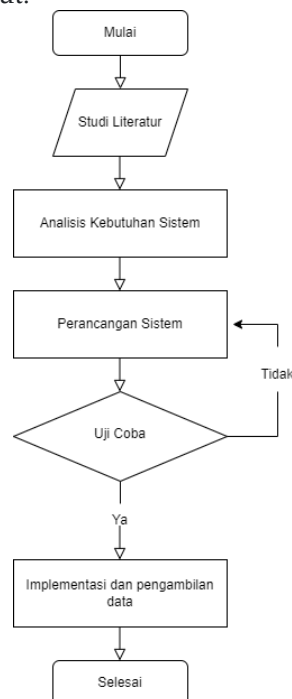 Mulai
Studi Literatur
Analisis Kebutuhan Sistem
Perancangan Sistem
Tidak
Uji Coba
Ya
Implementasi dan pengambilan
data
Selesai